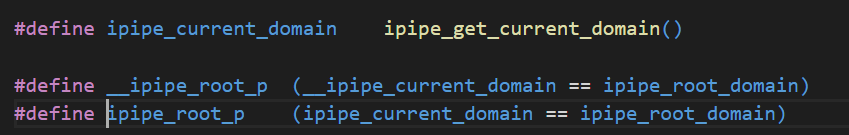 #define ipipe_current_domain    ipipe_get_current_domain()
#define __ipipe_root_p  (__ipipe_current_domain == ipipe_root_domain)
#define ipipe_root_p    (ipipe_current_domain == ipipe_root_domain)